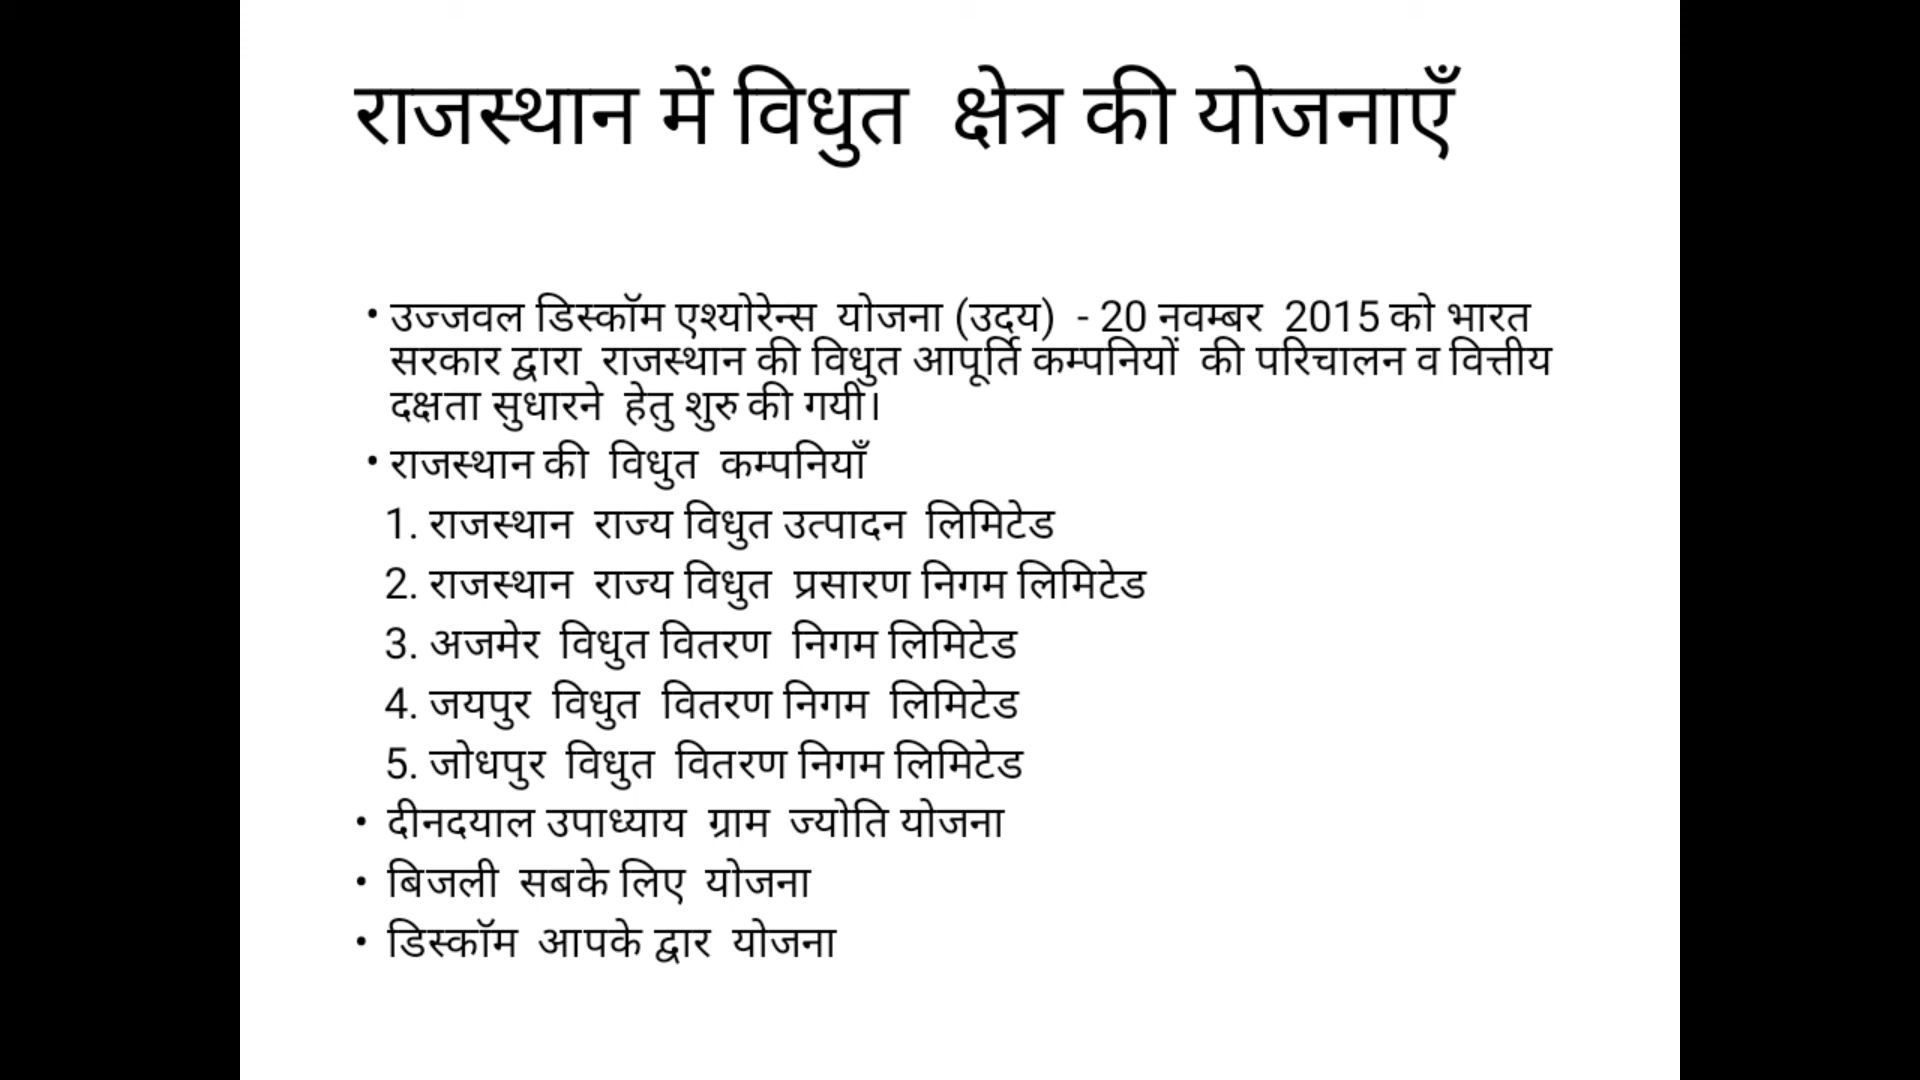 राजस्थान में विधुत क्षेत्र की योजनाएँ
• उज्जवल डिस्कॉम एश्योरेन्स योजना (उदय) - 20 नवम्बर 2015 को भारत
सरकार द्वारा राजस्थान की विधुत आपूर्ति कम्पनियों की परिचालन व वित्तीय
दक्षता सुधारने हेतु शुरु की गयी।
• राजस्थान की विधुत कम्पनियाँ
1. राजस्थान राज्य विधुत उत्पादन लिमिटेड
2. राजस्थान राज्य विधुत प्रसारण निगम लिमिटेड
3. अजमेर विधुत वितरण निगम लिमिटेड
4. जयपुर विधुत वितरण निगम लिमिटेड
5. जोधपुर विधुत वितरण निगम लिमिटेड
• दीनदयाल उपाध्याय ग्राम ज्योति योजना
• बिजली सबके लिए योजना
• डिस्कॉम आपके द्वार योजना